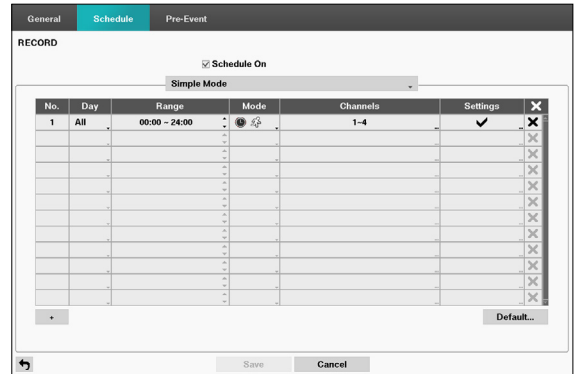 General Schedule Pre-Event
RECORD
Schedule On
Simple Mode
No. Day Range Mode Channels Settings
1 All 00:00 ~ 24:00 1~4
+ Default...
Save Cancel